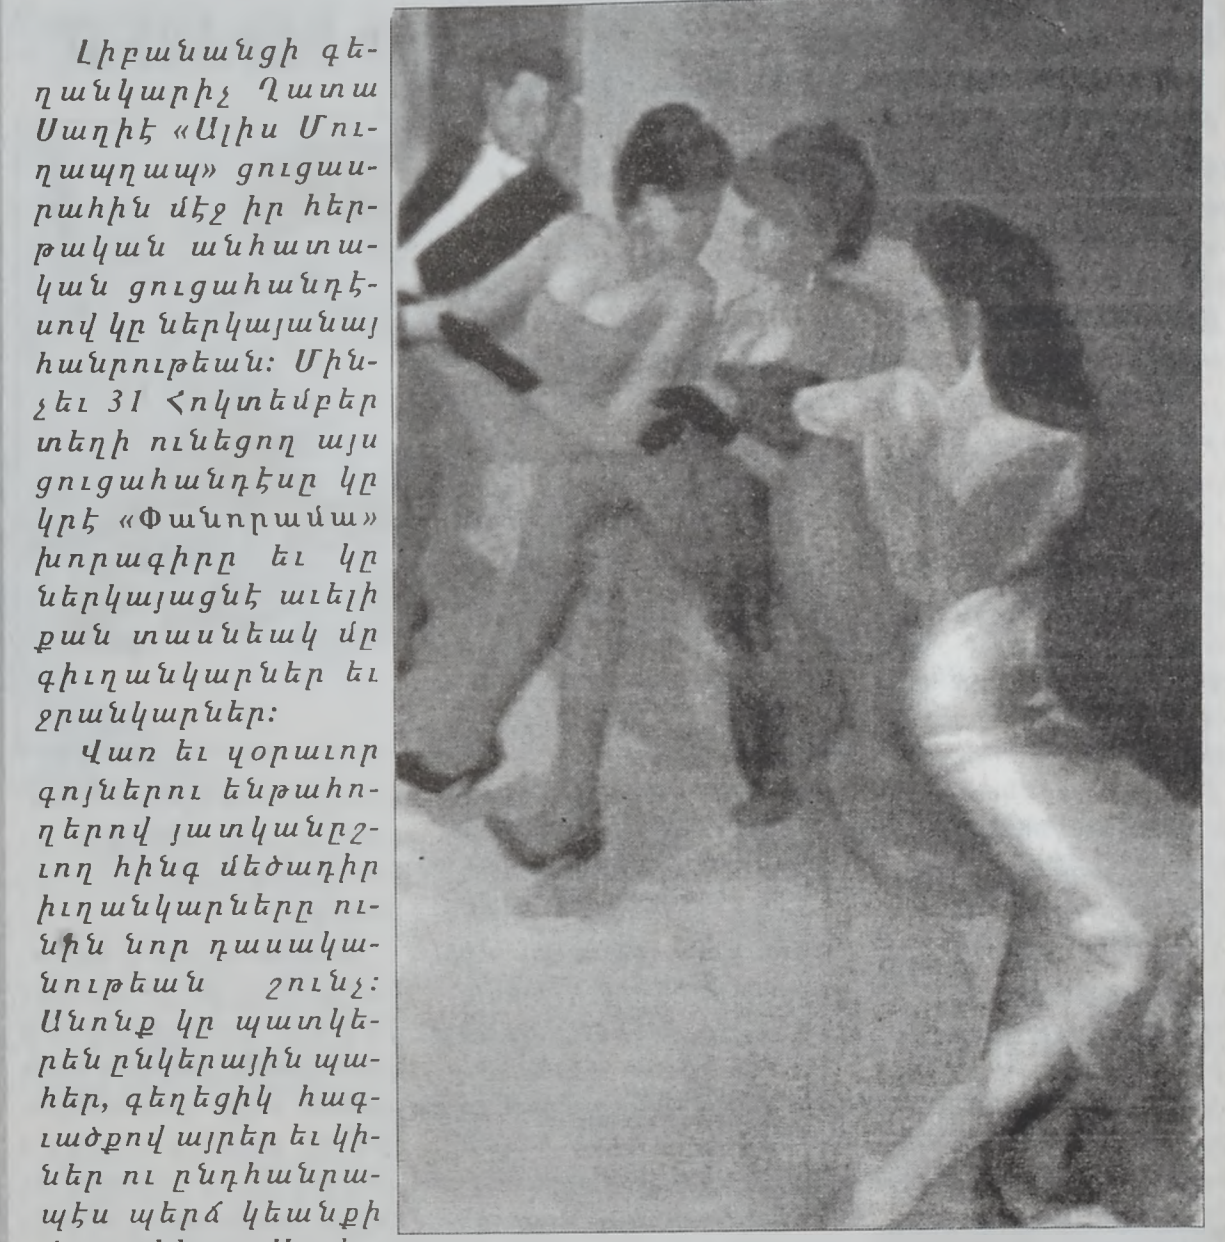 Լիբանանցի գե-
ղանկարիչ Ղատա
Սաղիէ «Ալիս Մու-
ղապղապ» ցուցաս-
րահին մէջ իր հեր-
թական անհատա-
կան ցուցահանդէ-
սով կը ներկայանայ
հանրութեան։ Մին-
չեւ 31 Հոկտեմբեր
տեղի ունեցող այս
ցուցահանդէսը կը
կրէ «Փանորամա»
խորագիրը եւ կը
ներկայացնէ աւելի
քան տասնեակ մը
գիւղանկարներ եւ
ջրանկարներ։
Վառ եւ զօրաւոր
գոյներու ենթահո-
ղերով յատկանըշ-
ւող հինգ մեծադիր
իւղանկարները ու-
նին նոր դասակա-
նութեան շունչ։
Անոնք կը պատկե-
րեն ընկերային պա-
հեր, գեղեցիկ հագ-
ւածքով այրեր եւ կի-
ներ ու ընդհանրա-
պէս պերճ կեանքի